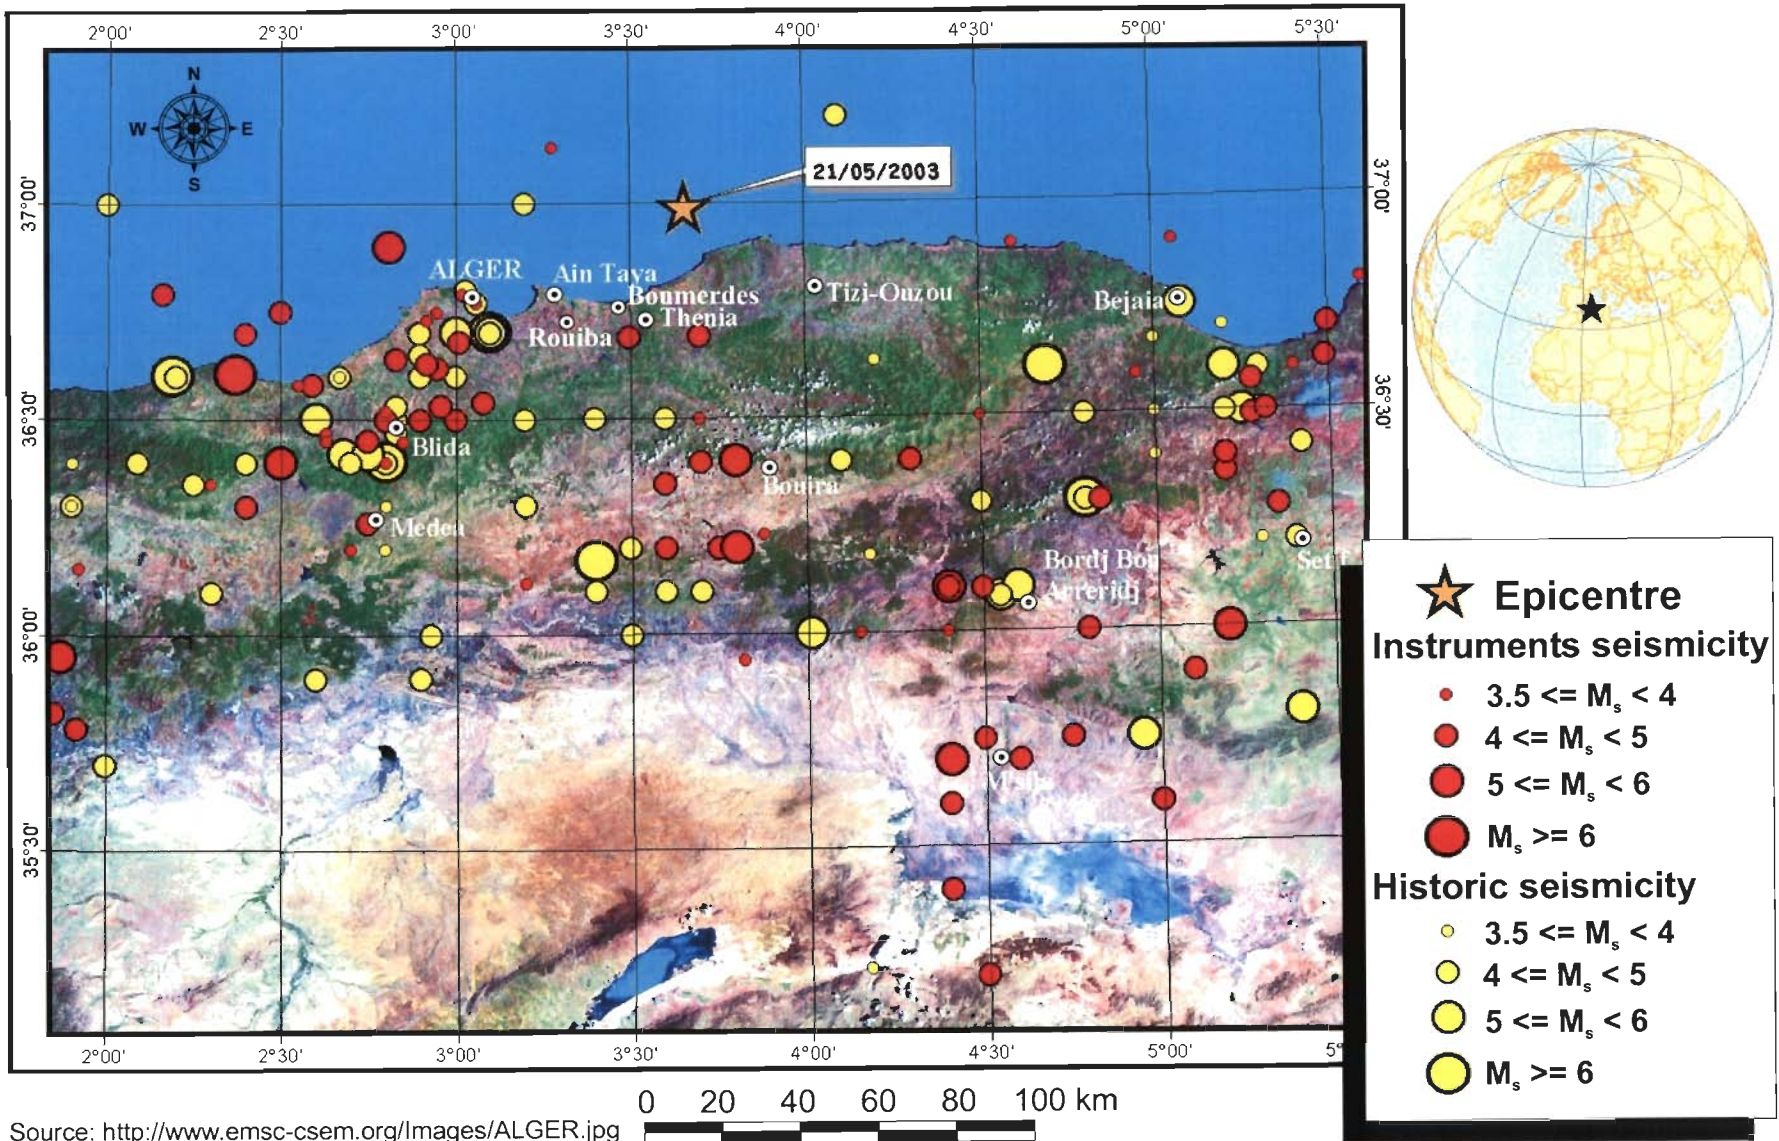 2°00' 2°30' 3°00' 3°30' 4°00' 4°30' 5°00' 5°30'
N
W E
S
21/05/2003
37°00' 37°00'
ALGER Ain Taya
Boumerdes Tizi-Ouzou Bejaia
Rouiba Thenia
36°30' 36°30'
Blida
Bouira
Medea
Bordj Bou
Arreridj
Setif
36°00'
M'sila
35°30'
2°00' 2°30' 3°00' 3°30' 4°00' 4°30' 5°00' 5°
Epicentre
Instruments seismicity
3.5 <= Ms < 4
4 <= Ms < 5
5 <= Ms < 6
Ms >= 6
Historic seismicity
3.5 <= Ms < 4
4 <= Ms < 5
5 <= Ms < 6
Ms >= 6
0 20 40 60 80 100 km
Source: http://www.emsc-csem.org/Images/ALGER.jpg